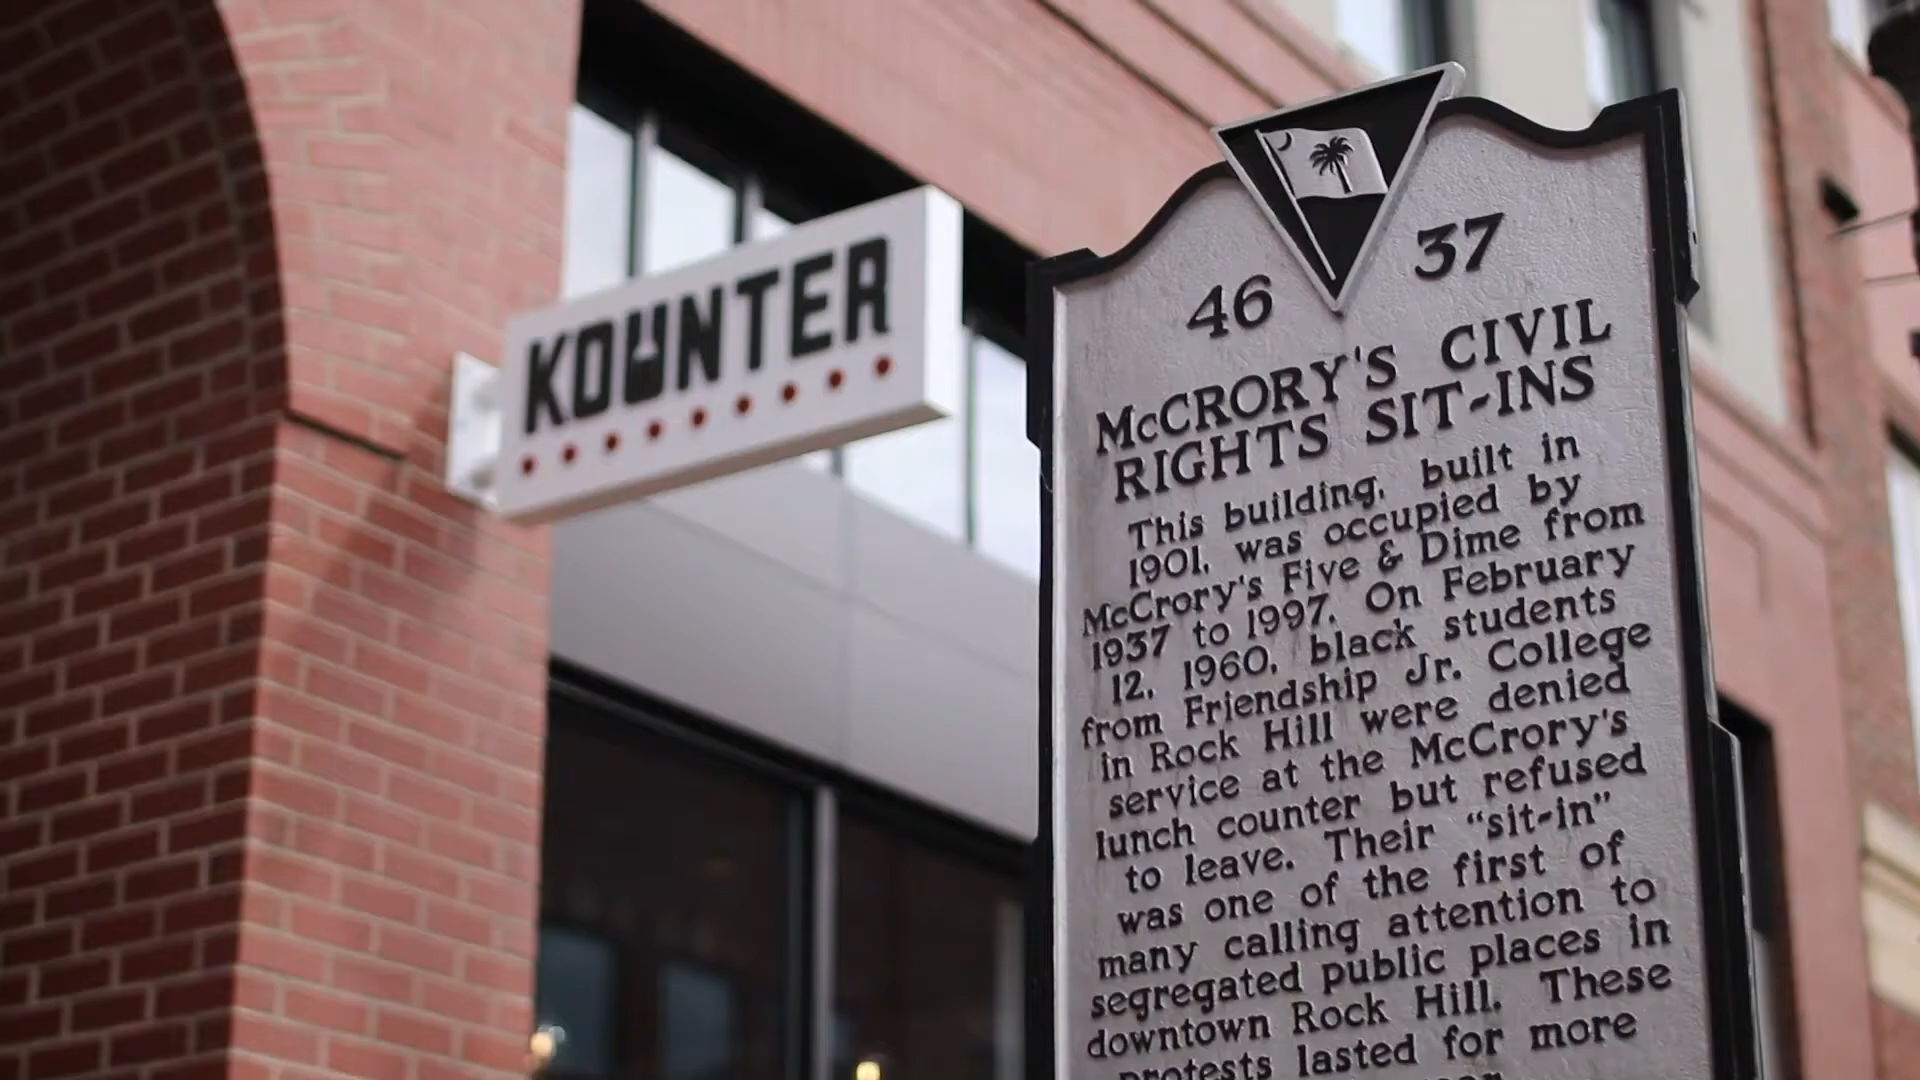 KOUNTER
46 37
McCRORY'S CIVIL
RIGHTS SIT-INS
This building, built in
1901, was occupied by
McCrory's Five & Dime from
1937 to 1997. On February
12, 1960, black students
from Friendship Jr. College
in Rock Hill were denied
service at the McCrory's
lunch counter but refused
to leave. Their “sit-in”
was one of the first of
many calling attention to
segregated public places in
downtown Rock Hill. These
protests lasted for more